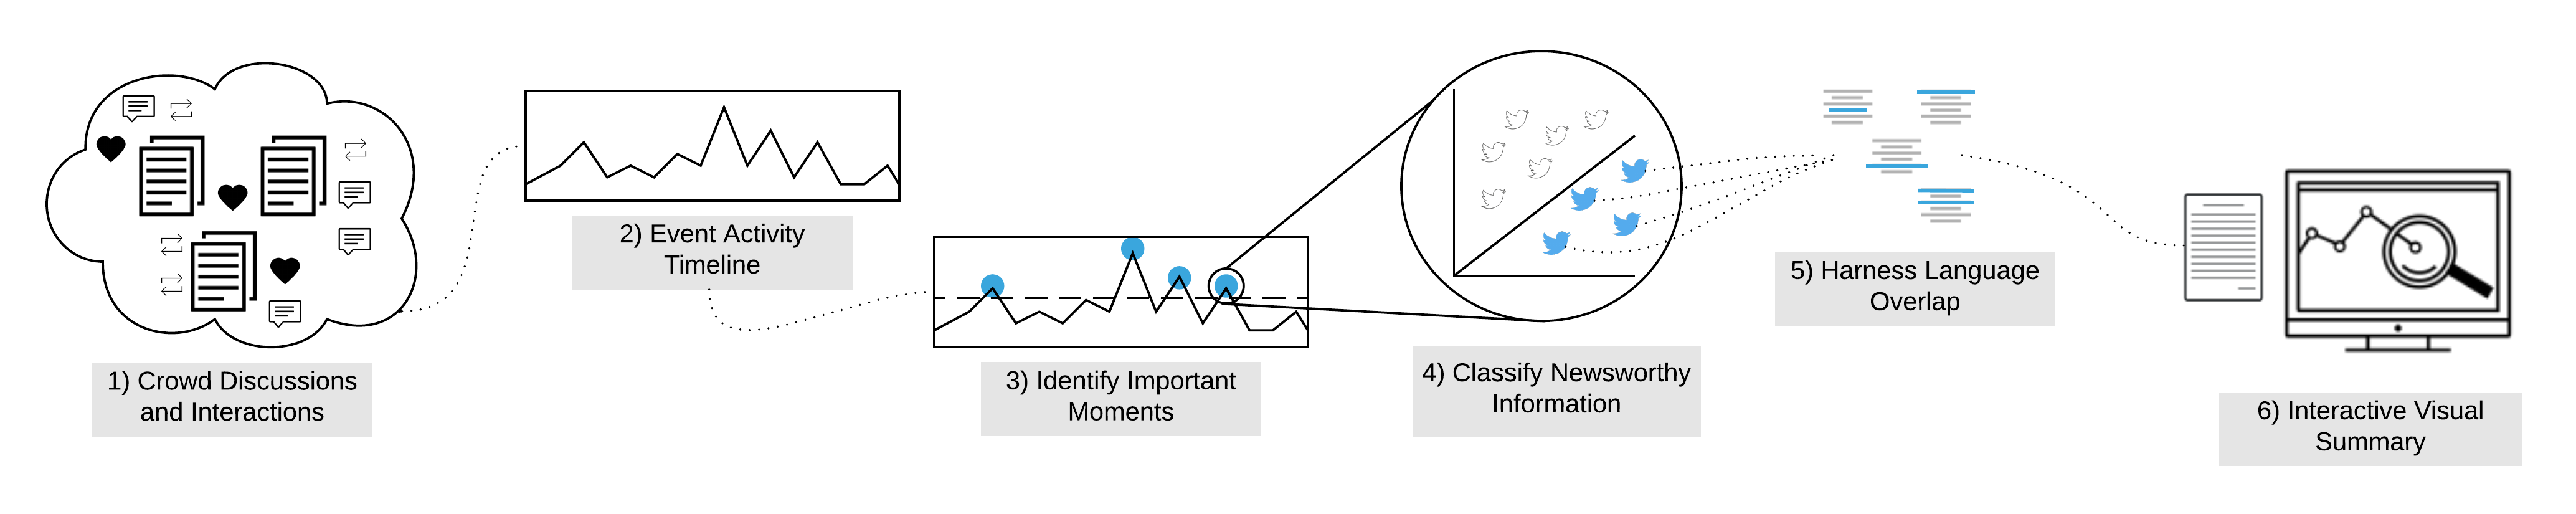 1) Crowd Discussions
and Interactions
2) Event Activity
Timeline
3) Identify Important
Moments
4) Classify Newsworthy
Information
5) Harness Language
Overlap
6) Interactive Visual
Summary